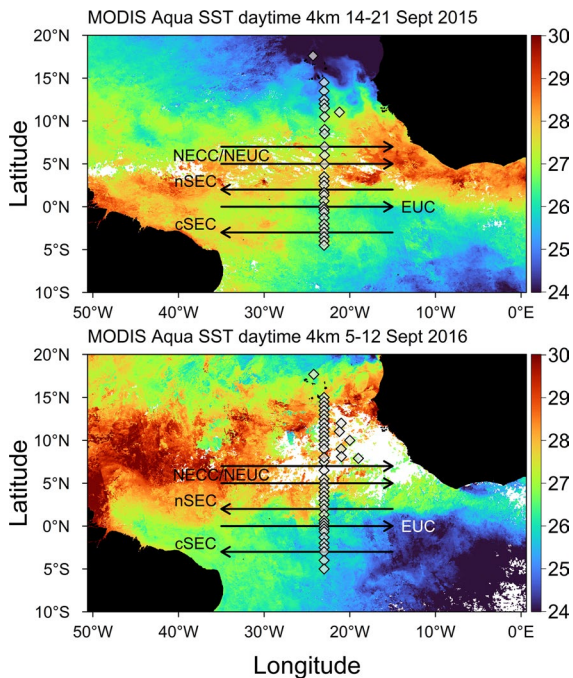 MODIS Aqua SST daytime 4km 14-21 Sept 2015
20°N
15°N
10°N
5°N
0°N
5°S
10°S
Latitude
NECC/NEUC
nSEC
EUC
cSEC
50°W
40°W
30°W
20°W
10°W
0°E
30
29
28
27
26
25
24
MODIS Aqua SST daytime 4km 5-12 Sept 2016
20°N
15°N
10°N
5°N
0°N
5°S
10°S
Latitude
NECC/NEUC
nSEC
EUC
cSEC
50°W
40°W
30°W
20°W
10°W
0°E
30
29
28
27
26
25
24
Longitude